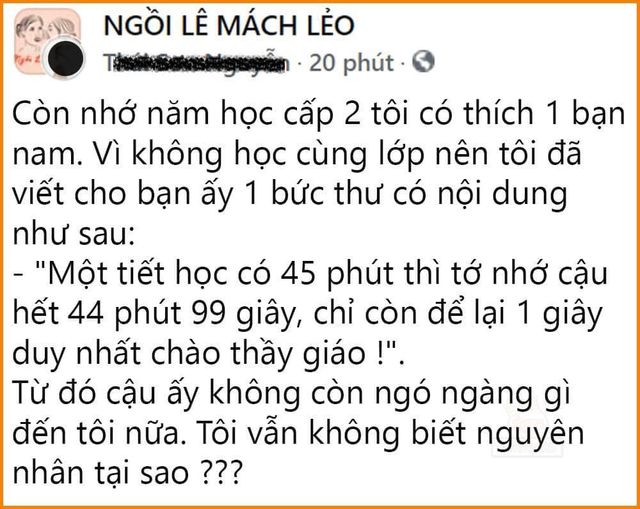 NGỒI LÊ MÁCH LẺO
20 phút
Còn nhớ năm học cấp 2 tôi có thích 1 bạn
nam. Vì không học cùng lớp nên tôi đã
viết cho bạn ấy 1 bức thư có nội dung
như sau:
- "Một tiết học có 45 phút thì tớ nhớ cậu
hết 44 phút 99 giây, chỉ còn để lại 1 giây
duy nhất chào thầy giáo !".
Từ đó cậu ấy không còn ngó ngàng gì
đến tôi nữa. Tôi vẫn không biết nguyên
nhân tại sao ???